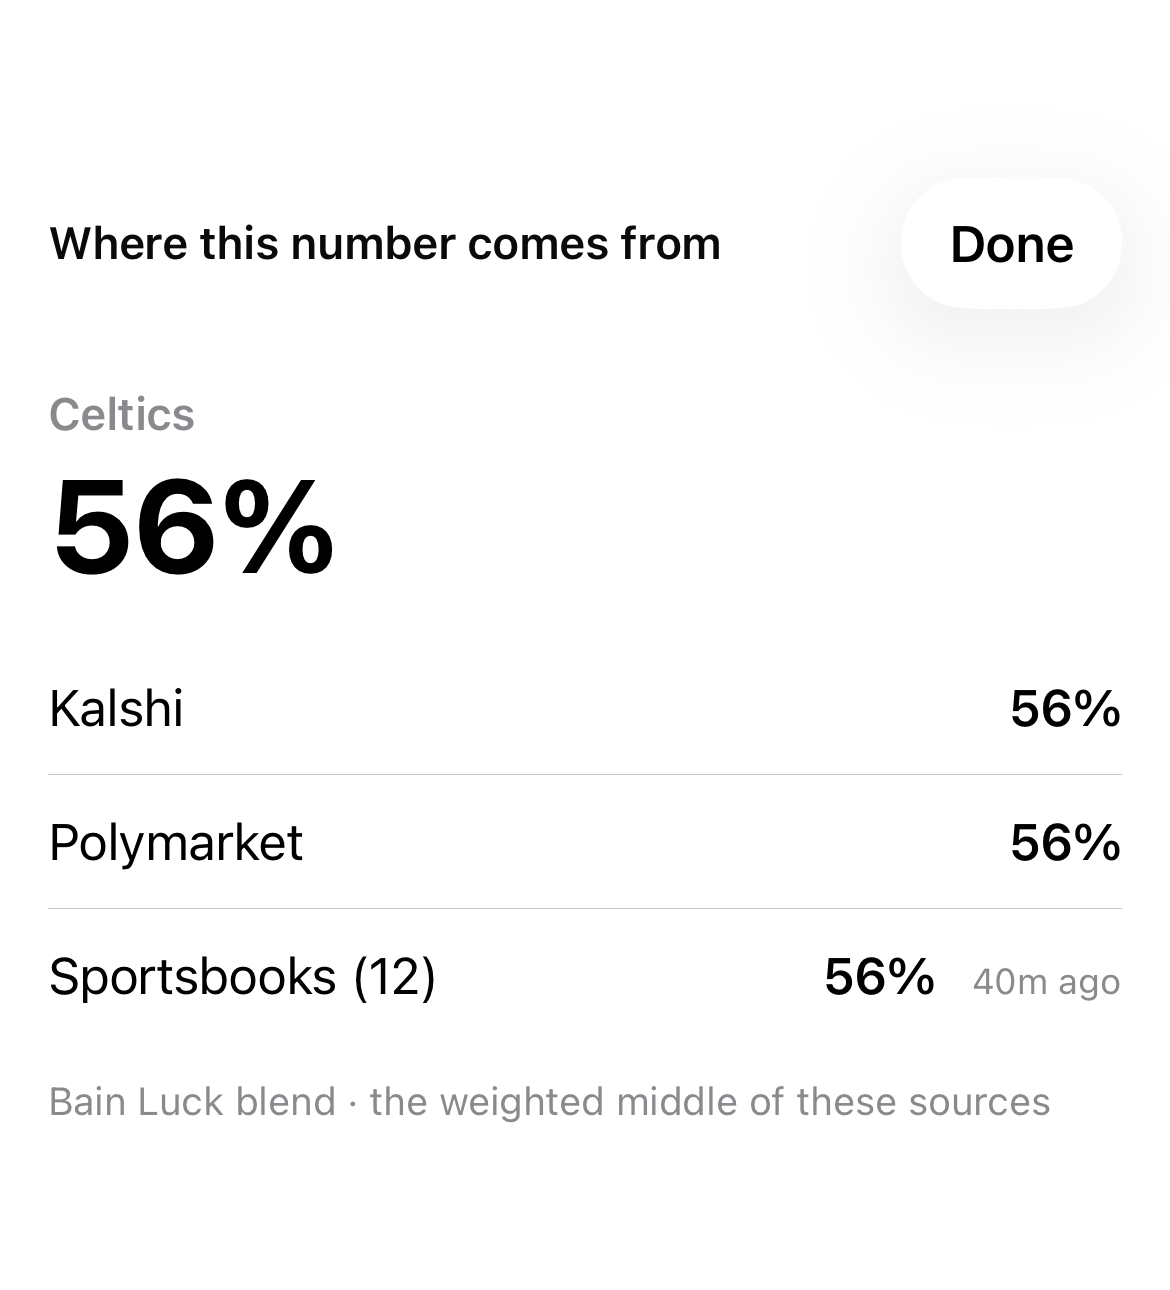 Where this number comes from
Done
Celtics
56%
Kalshi 56%
Polymarket 56%
Sportsbooks (12) 56% 40m ago
Bain Luck blend · the weighted middle of these sources